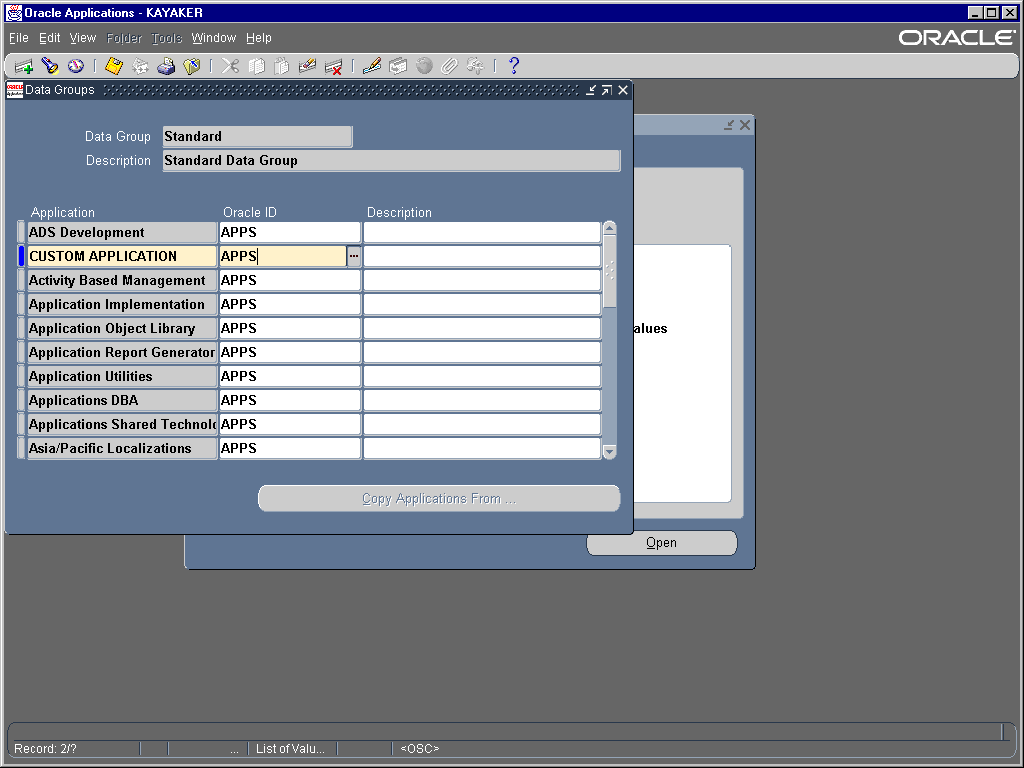 Oracle Applications - KAYAKER
File Edit View Folder Tools Window Help
ORACLE
Data Groups
Data Group Standard
Description Standard Data Group
Application Oracle ID Description
ADS Development APPS
CUSTOM APPLICATION APPS ...
Activity Based Management APPS
Application Implementation APPS
Application Object Library APPS
alues
Application Report Generator APPS
Application Utilities APPS
Applications DBA APPS
Applications Shared Technolo APPS
Asia/Pacific Localizations APPS
Copy Applications From ...
Open
Record: 2/? ... List of Valu... <OSC>